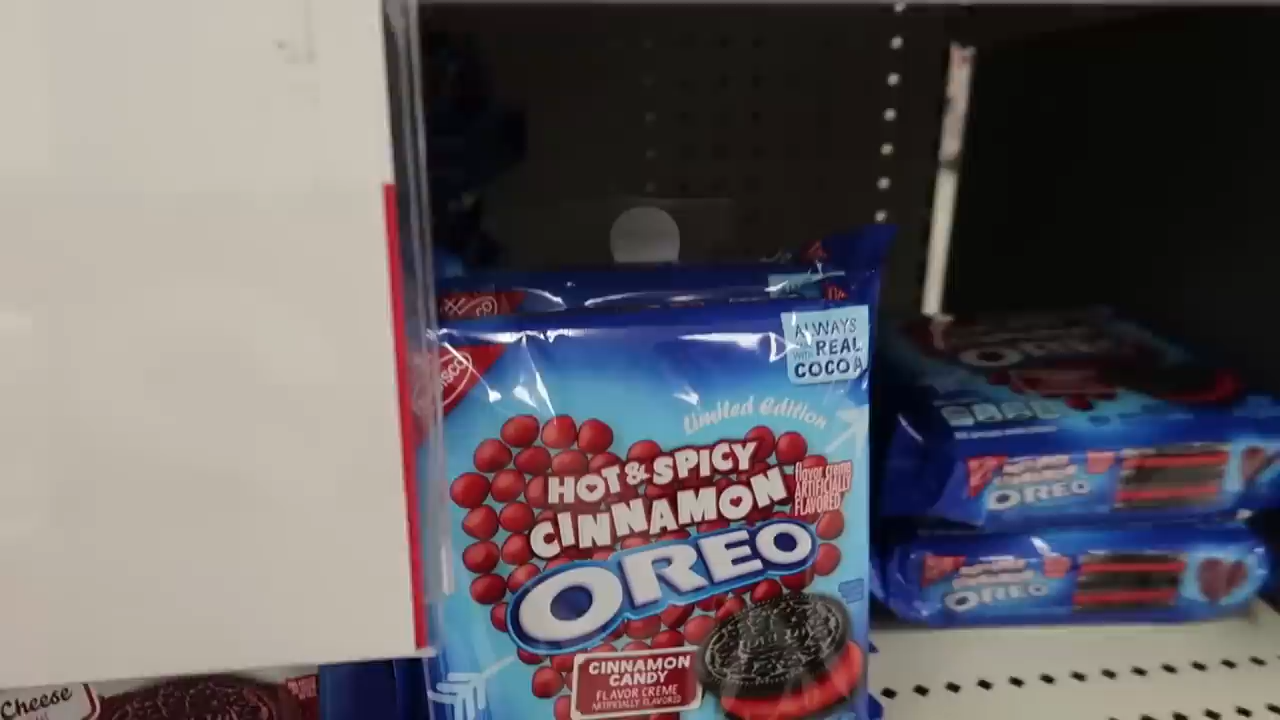 ALWAYS
WITH REAL
COCOA
Limited Edition
HOT & SPICY
CINNAMON
OREO
flavor creme
ARTIFICIALLY
FLAVORED
CINNAMON
CANDY
FLAVOR CREME
ARTIFICIALLY FLAVORED
OREO
OREO
Cheese